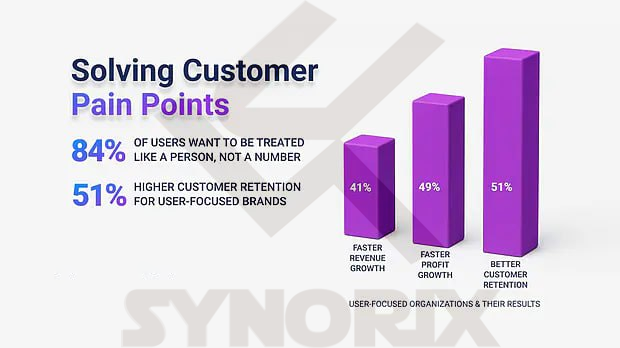 Solving Customer
Pain Points
84% OF USERS WANT TO BE TREATED
LIKE A PERSON, NOT A NUMBER
51% HIGHER CUSTOMER RETENTION
FOR USER-FOCUSED BRANDS
41%
49%
51%
FASTER
REVENUE
GROWTH
FASTER
PROFIT
GROWTH
BETTER
CUSTOMER
RETENTION
USER-FOCUSED ORGANIZATIONS & THEIR RESULTS
SYNORIX